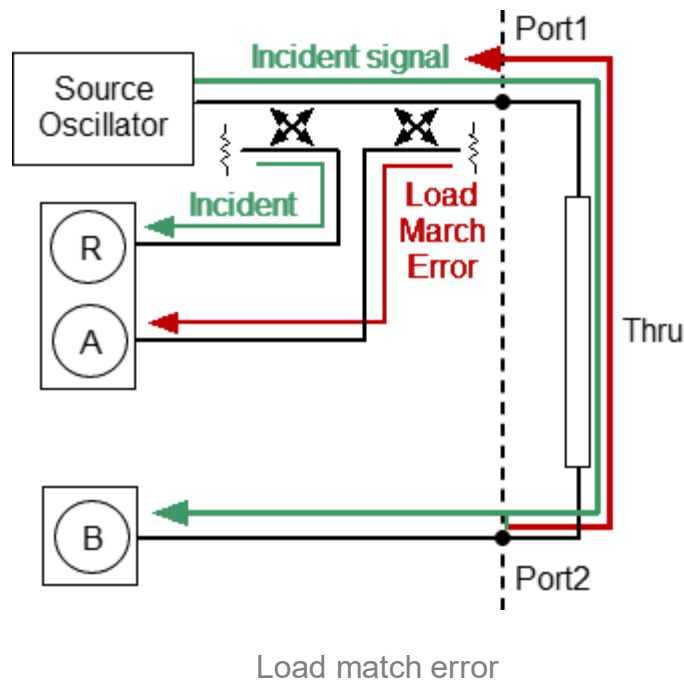 Port1
Incident signal
Source
Oscillator
Incident
Load
March
Error
R
A
Thru
B
Port2
Load match error